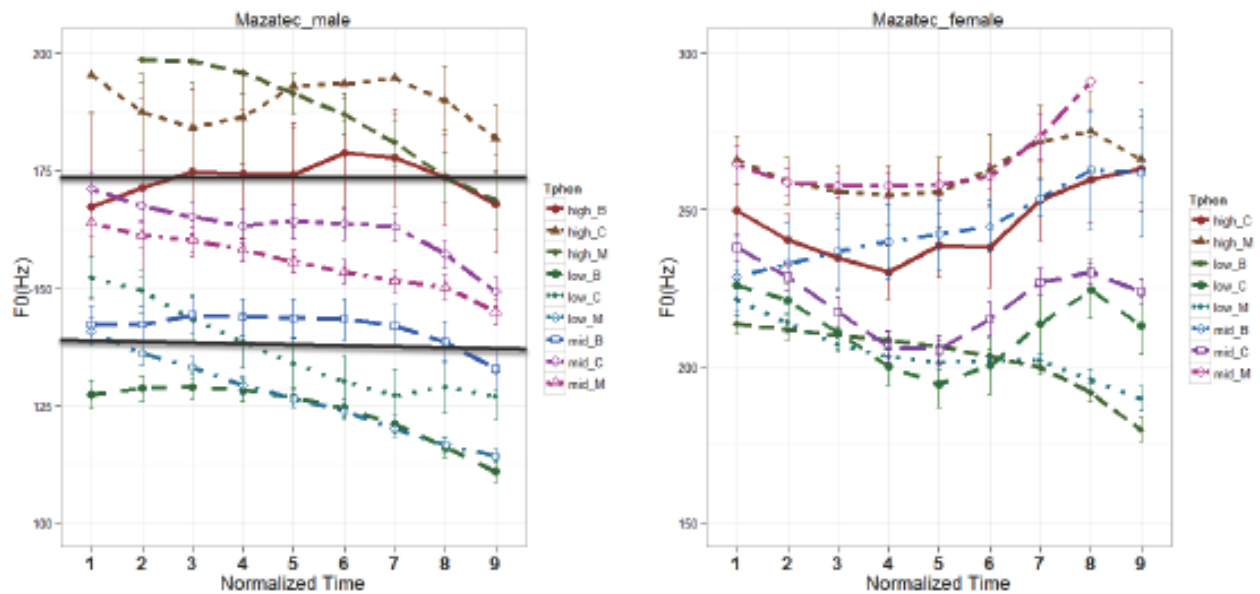 Mazatec_male
F0(Hz)
200
175
150
125
100
1 2 3 4 5 6 7 8 9
Normalized Time
Tphon
high_B
high_C
high_M
low_B
low_C
low_M
mid_B
mid_C
mid_M
Mazatec_female
F0(Hz)
300
250
200
150
1 2 3 4 5 6 7 8 9
Normalized Time
Tphon
high_C
high_M
low_B
low_C
low_M
mid_B
mid_C
mid_M